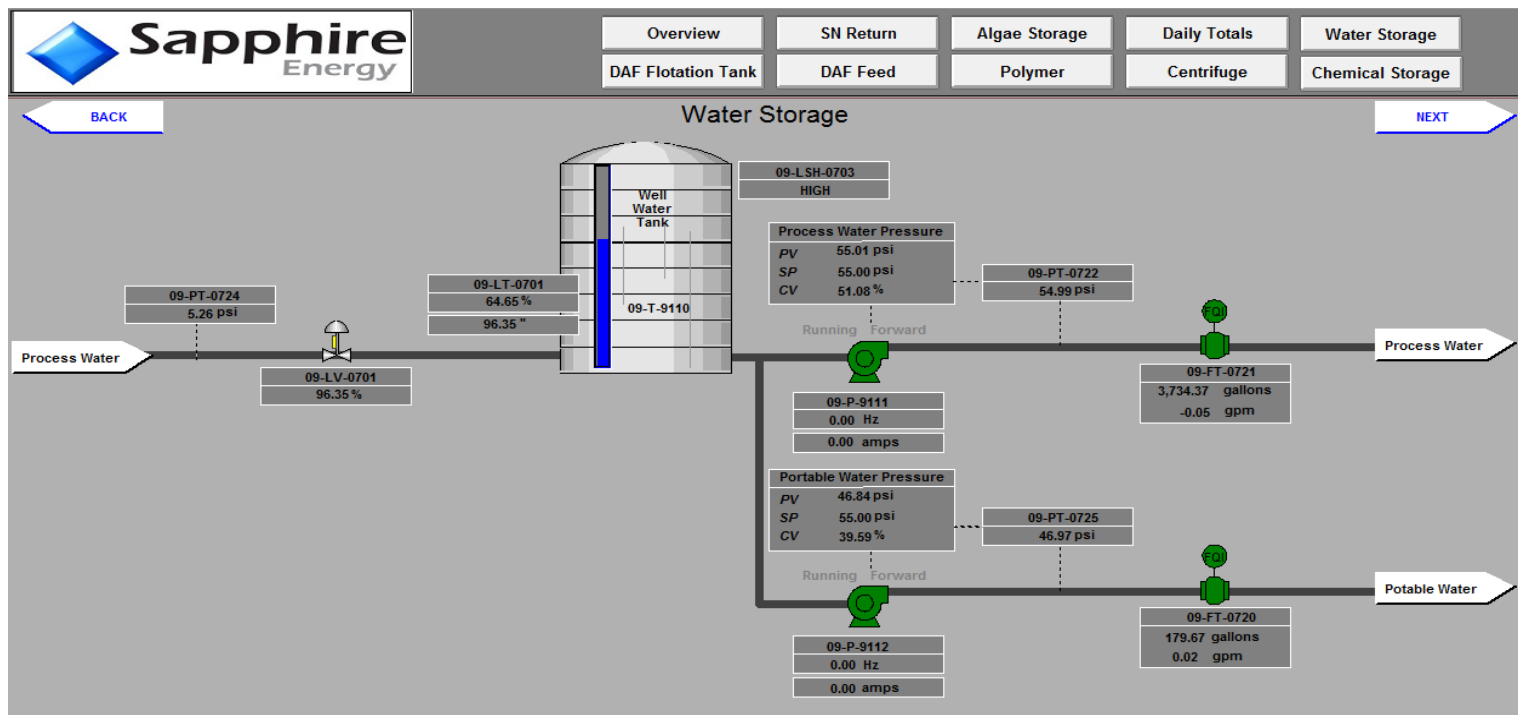 Sapphire
Energy
Overview
SN Return
Algae Storage
Daily Totals
Water Storage
DAF Flotation Tank
DAF Feed
Polymer
Centrifuge
Chemical Storage
BACK
Water Storage
NEXT
09-LSH-0703
HIGH
Well
Water
Tank
09-T-9110
Process Water Pressure
PV 55.01 psi
SP 55.00 psi
CV 51.08 %
09-PT-0722
54.99 psi
09-LT-0701
64.65 %
96.35 "
09-PT-0724
5.26 psi
FQI
Running Forward
Process Water
Process Water
09-LV-0701
96.35 %
09-FT-0721
3,734.37 gallons
-0.05 gpm
09-P-9111
0.00 Hz
0.00 amps
Portable Water Pressure
PV 46.84 psi
SP 55.00 psi
CV 39.59 %
09-PT-0725
46.97 psi
FQI
Running Forward
Potable Water
09-FT-0720
179.67 gallons
0.02 gpm
09-P-9112
0.00 Hz
0.00 amps